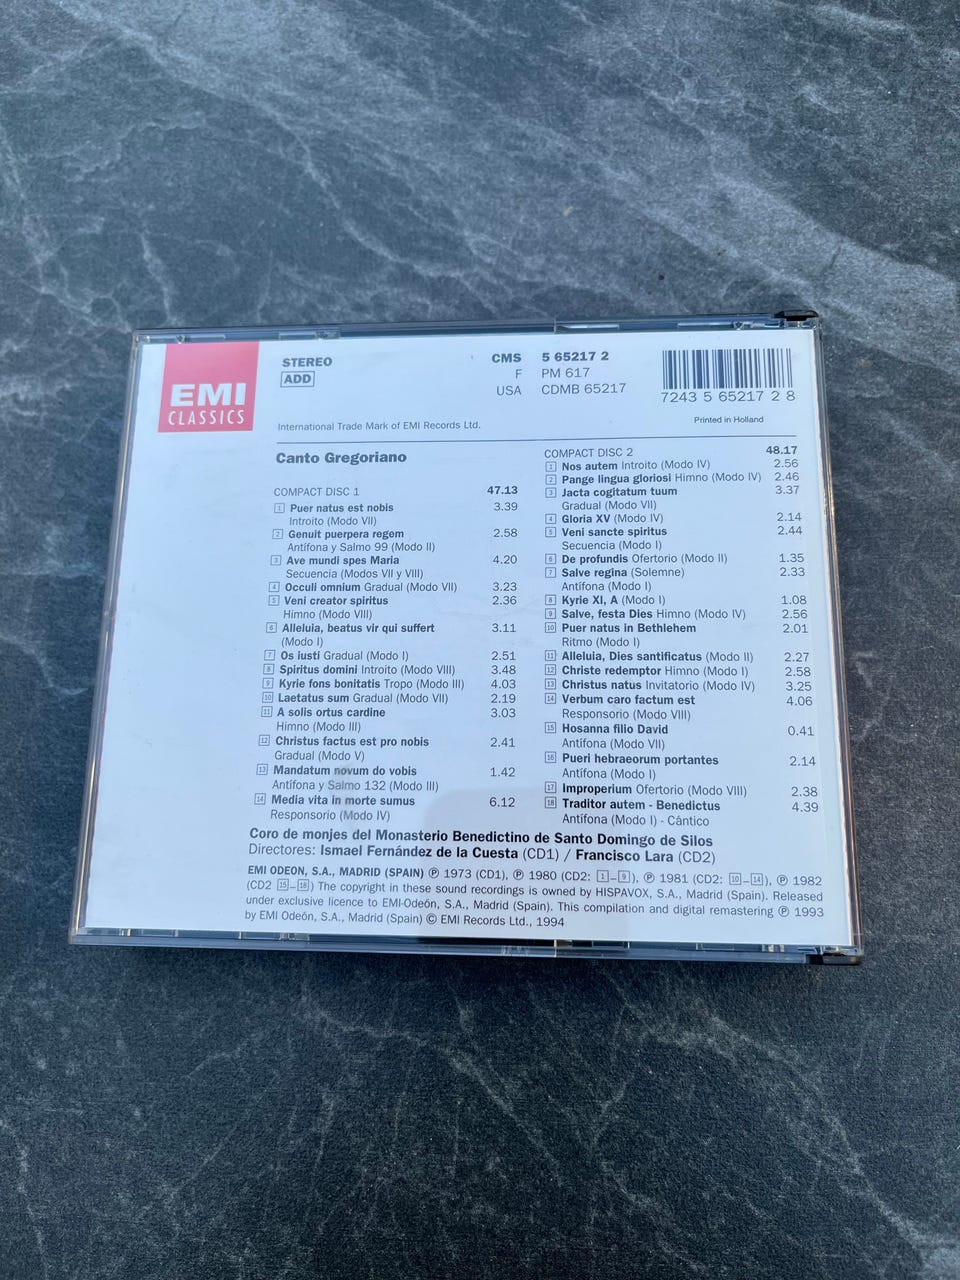 EMI
CLASSICS
STEREO
ADD
CMS 5 65217 2
F PM 617
USA CDMB 65217
7243 5 65217 2 8
Printed in Holland
International Trade Mark of EMI Records Ltd.
Canto Gregoriano
COMPACT DISC 1 47.13
1 Puer natus est nobis 3.39
Introito (Modo VII)
2 Genuit puerpera regem 2.58
Antífona y Salmo 99 (Modo II)
3 Ave mundi spes Maria 4.20
Secuencia (Modos VII y VIII)
4 Occuli omnium Gradual (Modo VII) 3.23
5 Veni creator spiritus 2.36
Himno (Modo VIII)
6 Alleluia, beatus vir qui suffert 3.11
(Modo I)
7 Os iusti Gradual (Modo I) 2.51
8 Spiritus domini Introito (Modo VIII) 3.48
9 Kyrie fons bonitatis Tropo (Modo III) 4.03
10 Laetatus sum Gradual (Modo VII) 2.19
11 A solis ortus cardine 3.03
Himno (Modo III)
12 Christus factus est pro nobis 2.41
Gradual (Modo V)
13 Mandatum novum do vobis 1.42
Antífona y Salmo 132 (Modo III)
14 Media vita in morte sumus 6.12
Responsorio (Modo IV)
COMPACT DISC 2 48.17
1 Nos autem Introito (Modo IV) 2.56
2 Pange lingua gloriosi Himno (Modo IV) 2.46
3 Jacta cogitatum tuum 3.37
Gradual (Modo VII)
4 Gloria XV (Modo IV) 2.14
5 Veni sancte spiritus 2.44
Secuencia (Modo I)
6 De profundis Ofertorio (Modo II) 1.35
7 Salve regina (Solemne) 2.33
Antífona (Modo I)
8 Kyrie XI, A (Modo I) 1.08
9 Salve, festa Dies Himno (Modo IV) 2.56
10 Puer natus in Bethlehem 2.01
Ritmo (Modo I)
11 Alleluia, Dies santificatus (Modo II) 2.27
12 Christe redemptor Himno (Modo I) 2.58
13 Christus natus Invitatorio (Modo IV) 3.25
14 Verbum caro factum est 4.06
Responsorio (Modo VIII)
15 Hosanna filio David 0.41
Antífona (Modo VII)
16 Pueri hebraeorum portantes 2.14
Antífona (Modo I)
17 Improperium Ofertorio (Modo VIII) 2.38
18 Traditor autem - Benedictus 4.39
Antífona (Modo I) - Cántico
Coro de monjes del Monasterio Benedictino de Santo Domingo de Silos
Directores: Ismael Fernández de la Cuesta (CD1) / Francisco Lara (CD2)
EMI ODEON, S.A., MADRID (SPAIN) ℗ 1973 (CD1), ℗ 1980 (CD2: 1–9), ℗ 1981 (CD2: 10–14), ℗ 1982
(CD2 15–18) The copyright in these sound recordings is owned by HISPAVOX, S.A., Madrid (Spain). Released
under exclusive licence to EMI-Odeón, S.A., Madrid (Spain). This compilation and digital remastering ℗ 1993
by EMI Odeón, S.A., Madrid (Spain) © EMI Records Ltd., 1994